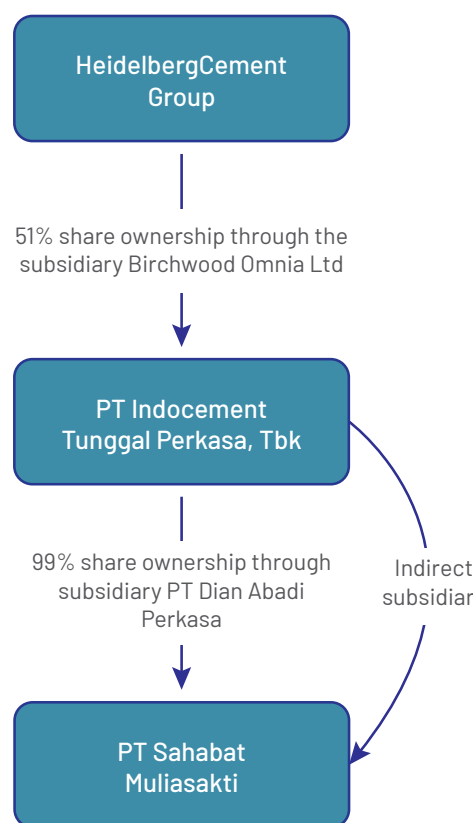 HeidelbergCement
Group
51% share ownership through the
subsidiary Birchwood Omnia Ltd
PT Indocement
Tunggal Perkasa, Tbk
99% share ownership through
subsidiary PT Dian Abadi
Perkasa
Indirect
subsidiar
PT Sahabat
Muliasakti